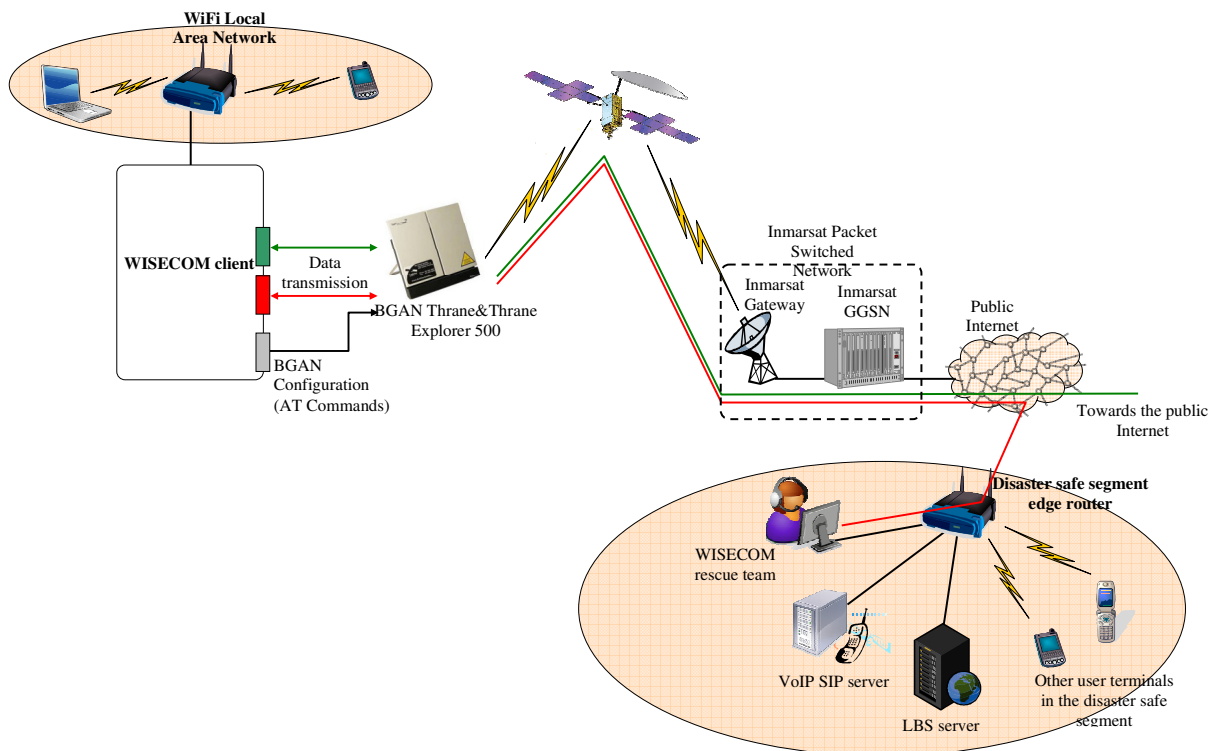 WiFi Local
Area Network
WISECOM client
Data
transmission
BGAN Thrane&Thrane
Explorer 500
BGAN
Configuration
(AT Commands)
Inmarsat Packet
Switched
Network
Inmarsat
Gateway
Inmarsat
GGSN
Public
Internet
Towards the public
Internet
Disaster safe segment
edge router
WISECOM
rescue team
VoIP SIP server
LBS server
Other user terminals
in the disaster safe
segment